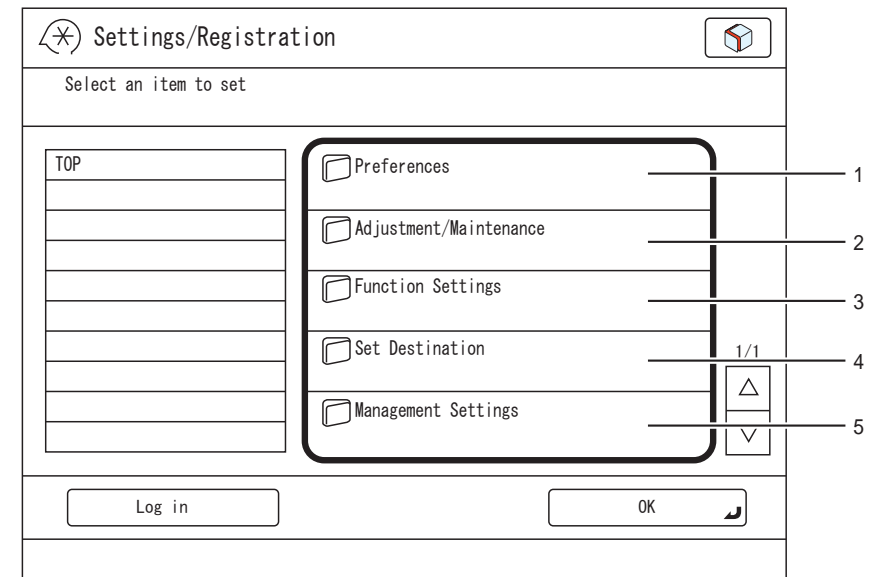 Settings/Registration
Select an item to set
TOP
Preferences
1
Adjustment/Maintenance
2
Function Settings
3
Set Destination
1/1
4
Management Settings
5
Log in
OK